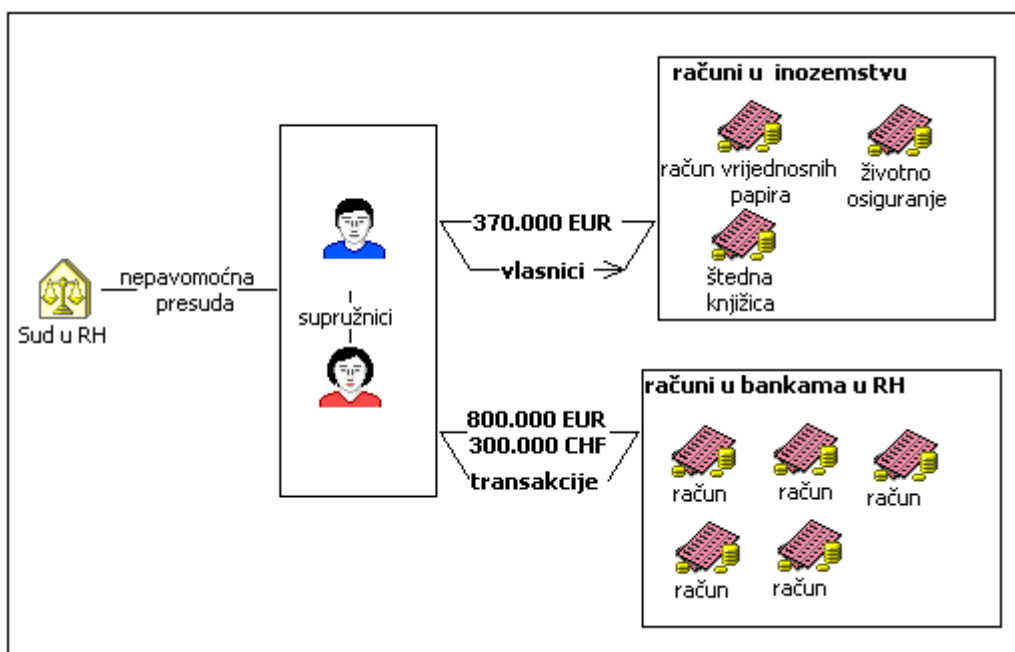 računi u inozemstvu
račun vrijednosnih
papira
životno
osiguranje
štedna
knjižica
370.000 EUR
vlasnici
nepavomoćna
presuda
Sud u RH
supružnici
800.000 EUR
300.000 CHF
transakcije
računi u bankama u RH
račun
račun
račun
račun
račun